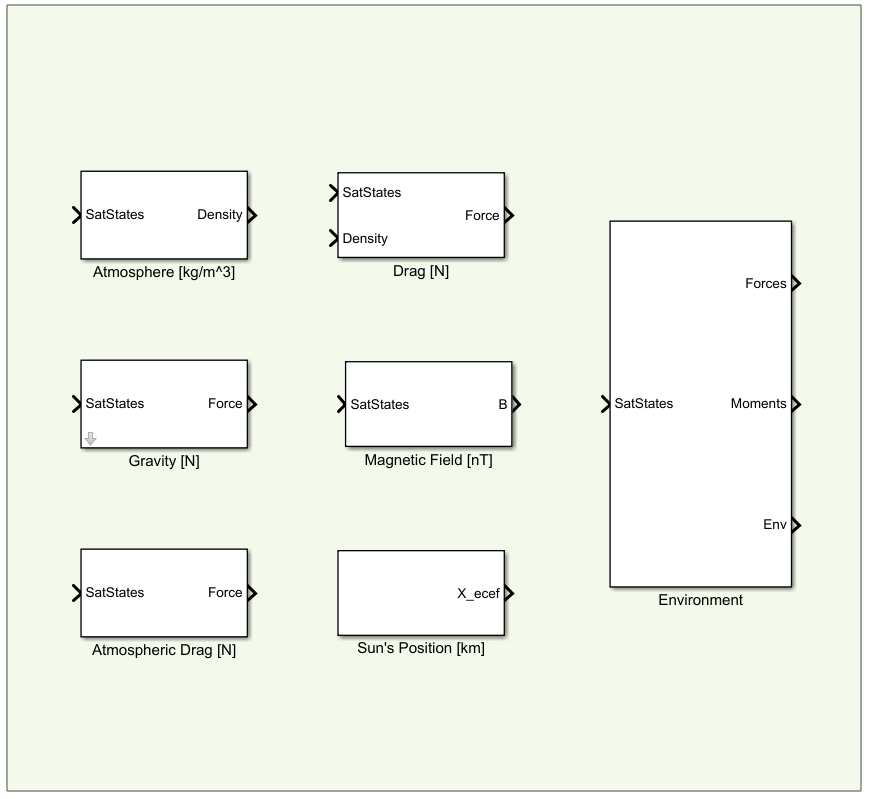 SatStates
Density
Atmosphere [kg/m^3]
SatStates
Density
Force
Drag [N]
SatStates
Force
Gravity [N]
SatStates
B
Magnetic Field [nT]
SatStates
Force
Atmospheric Drag [N]
X_ecef
Sun's Position [km]
SatStates
Forces
Moments
Env
Environment